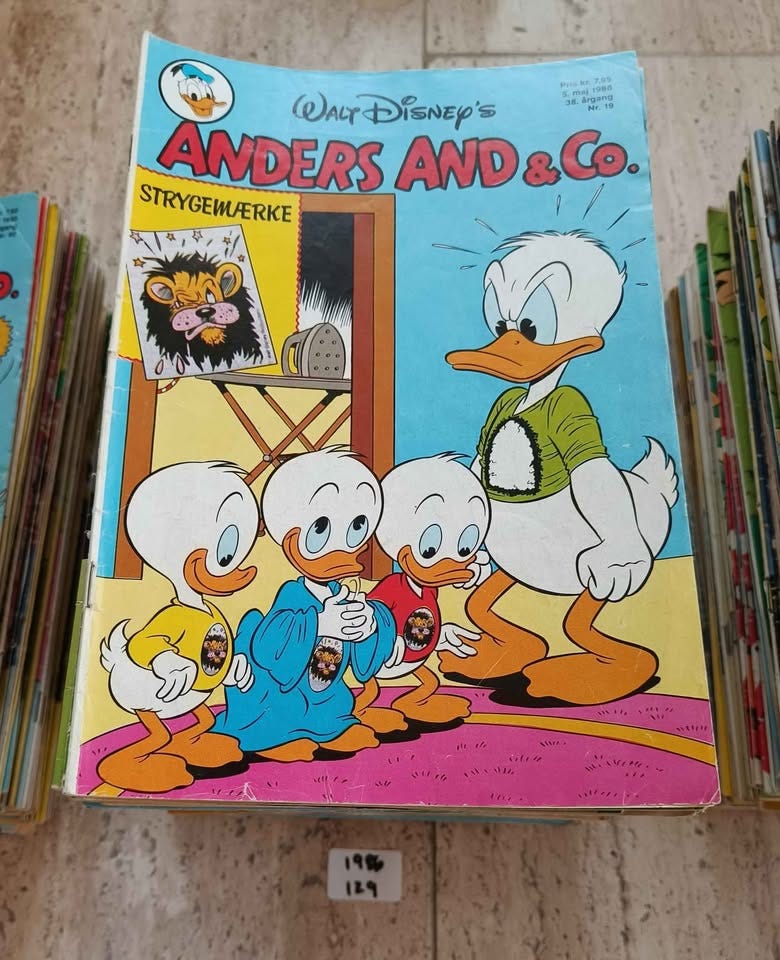 WALT DISNEY'S
Pris kr. 7,95
5. maj 1986
38. årgang
Nr. 19
ANDERS AND & Co.
STRYGEMÆRKE
1986
129